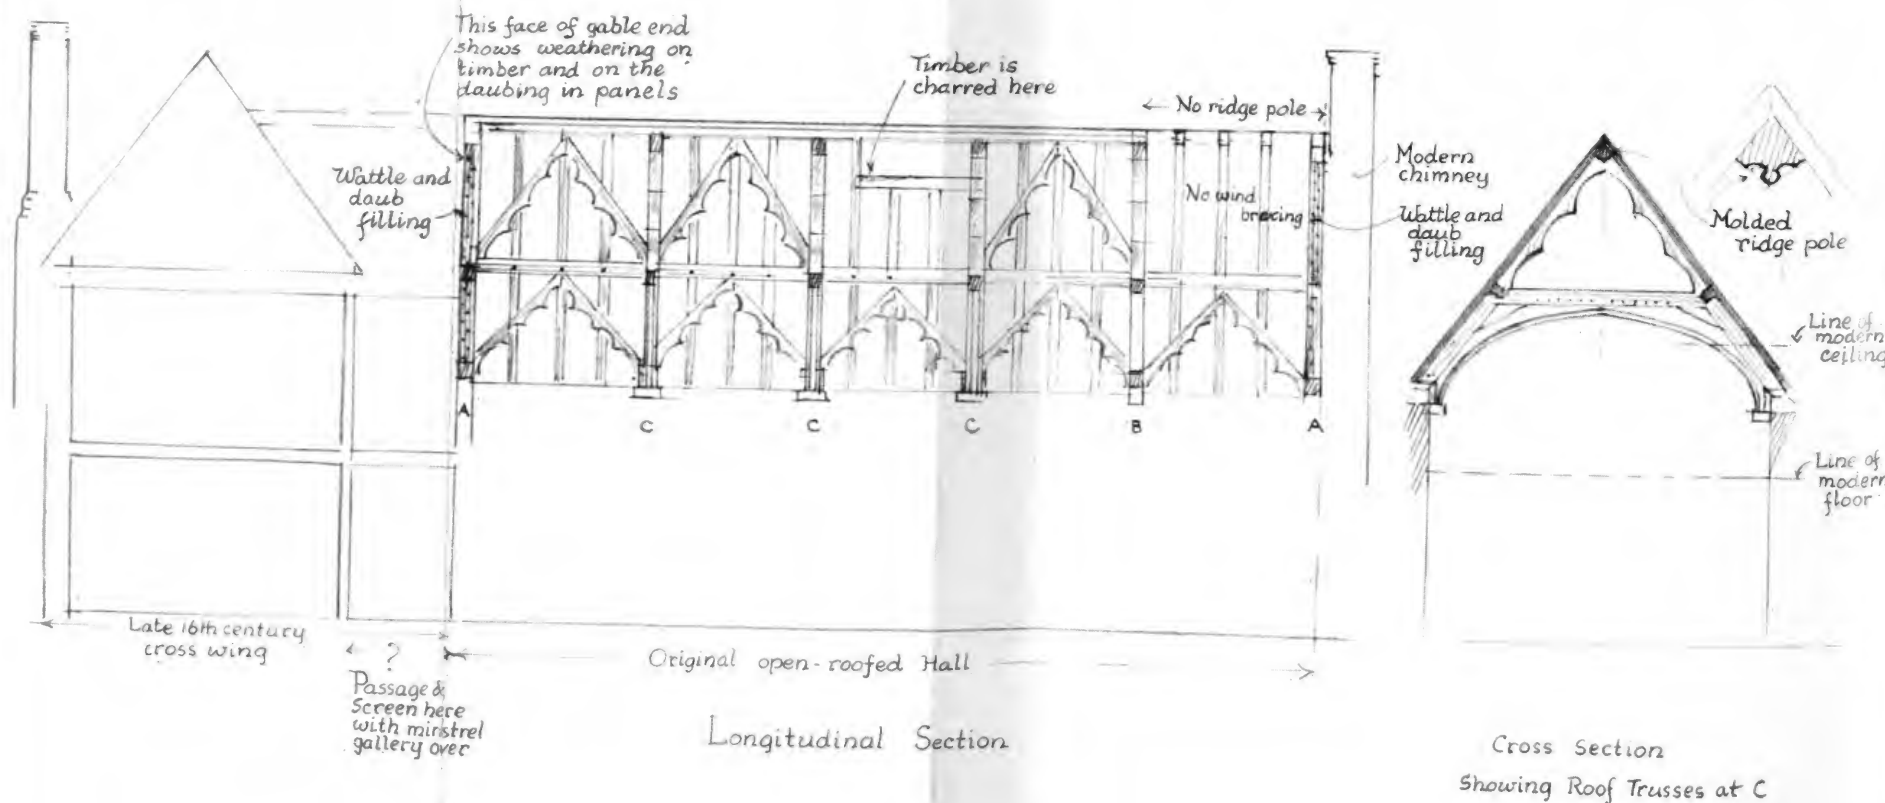 This face of gable end
shows weathering on
timber and on the
daubing in panels
Timber is
charred here
No ridge pole
Modern
chimney
Wattle and
daub
filling
No wind
bracing
Wattle and
daub
filling
Molded
ridge pole
Line of
modern
ceiling
A
C
C
C
B
A
Line of
modern
floor
Late 16th century
cross wing
?
Passage &
Screen here
with minstrel
gallery over
Original open-roofed Hall
Longitudinal Section
Cross Section
Showing Roof Trusses at C